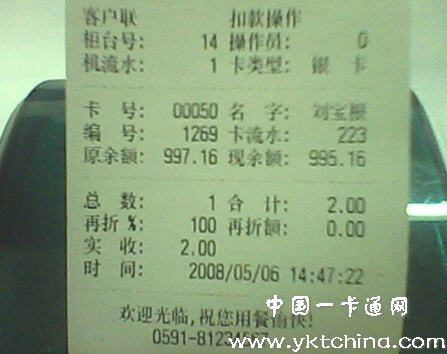 客户联 扣款操作
柜台号: 14 操作员: 0
机流水: 1 卡类型: 银 卡
卡 号: 00050 名 字: 刘宝
编 号: 1269 卡流水: 223
原余额: 997.16 现余额: 995.16
总 数: 1 合 计: 2.00
再折 %: 100 再折额: 0.00
实 收: 2.00
时 间: 2008/05/06 14:47:22
中国一卡通网
欢迎光临,祝您用餐愉快!
0591-8123
www.yktchina.com